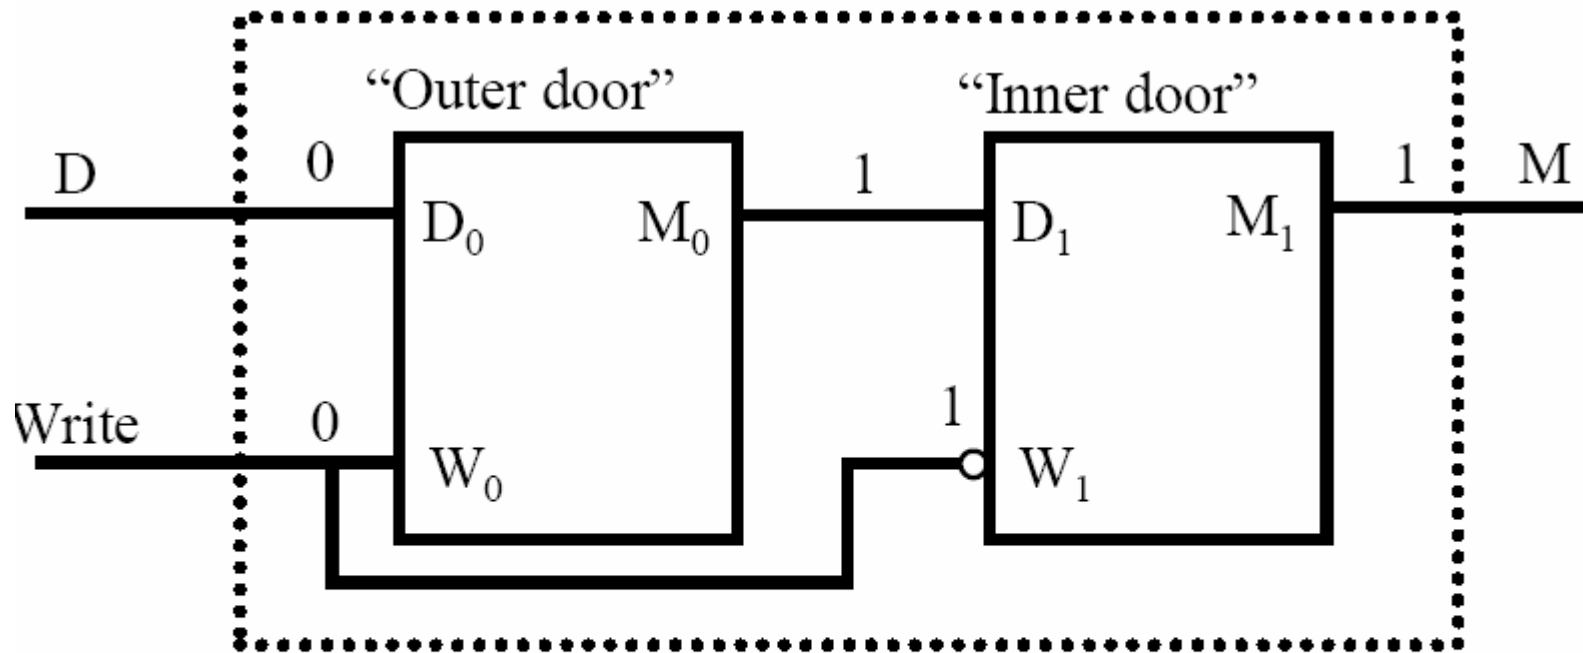 “Outer door” “Inner door”
D 0 1 1 M
D₀ M₀ D₁ M₁
Write 0 1
W₀ W₁